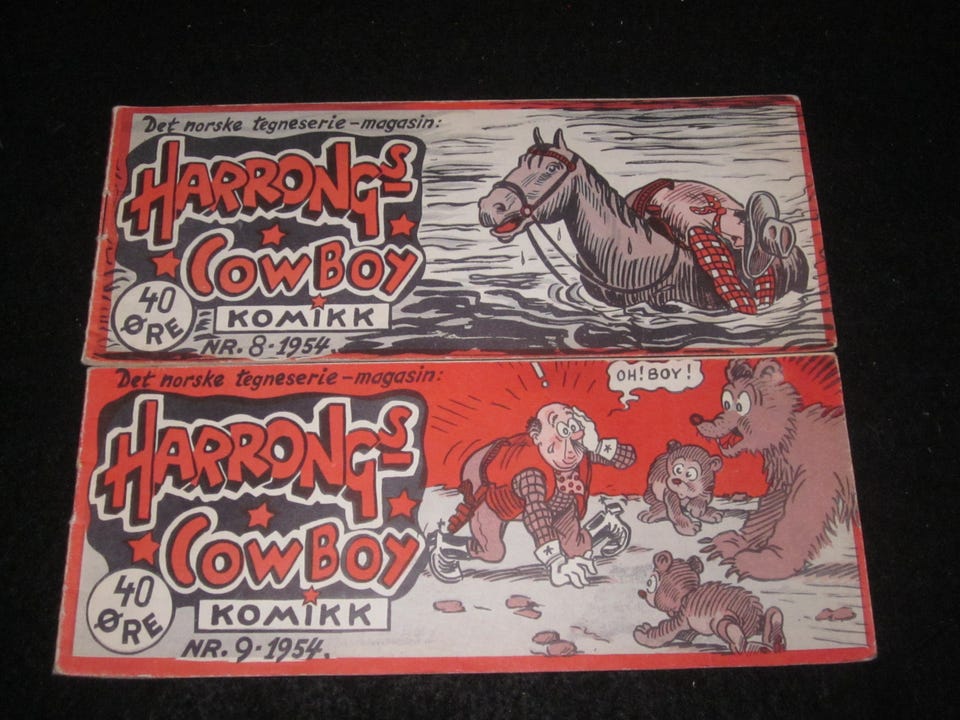 Det norske tegneserie-magasin:
HARRONGS
COWBOY
KOMIKK
40
ØRE
NR. 8-1954.
Det norske tegneserie-magasin:
HARRONGS
COWBOY
KOMIKK
40
ØRE
NR. 9-1954.
!
OH! BOY!